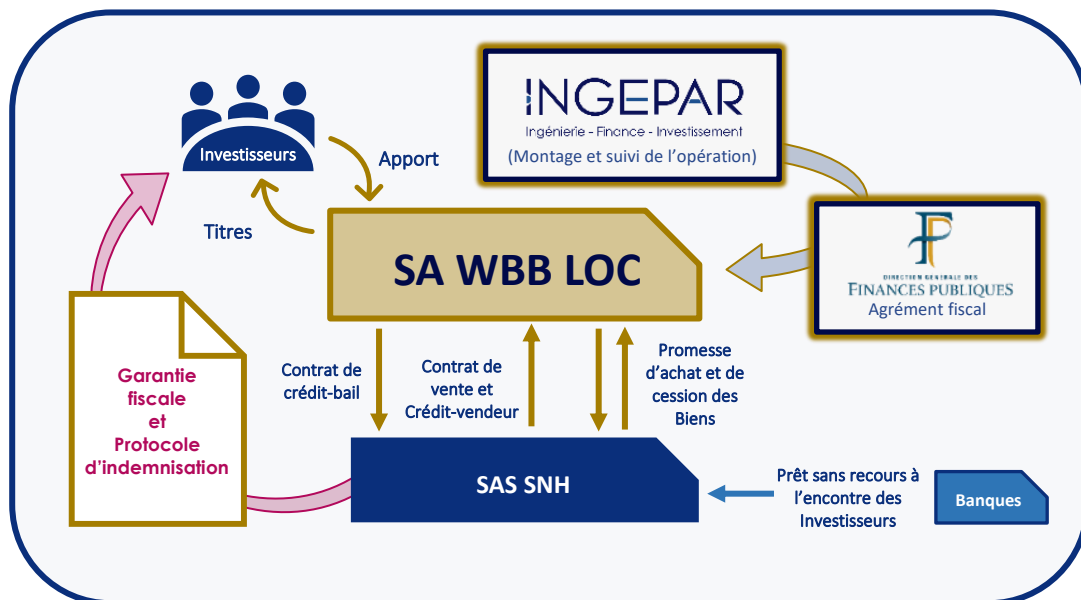 INGEPAR
Ingénierie - Finance - Investissement
(Montage et suivi de l'opération)
Investisseurs
Apport
Titres
SA WBB LOC
DIRECTION GÉNÉRALE DES
FINANCES PUBLIQUES
Agrément fiscal
Contrat de
crédit-bail
Contrat de
vente et
Crédit-vendeur
Promesse
d'achat et de
cession des
Biens
Garantie
fiscale
et
Protocole
d'indemnisation
SAS SNH
Prêt sans recours à
l'encontre des
Investisseurs
Banques